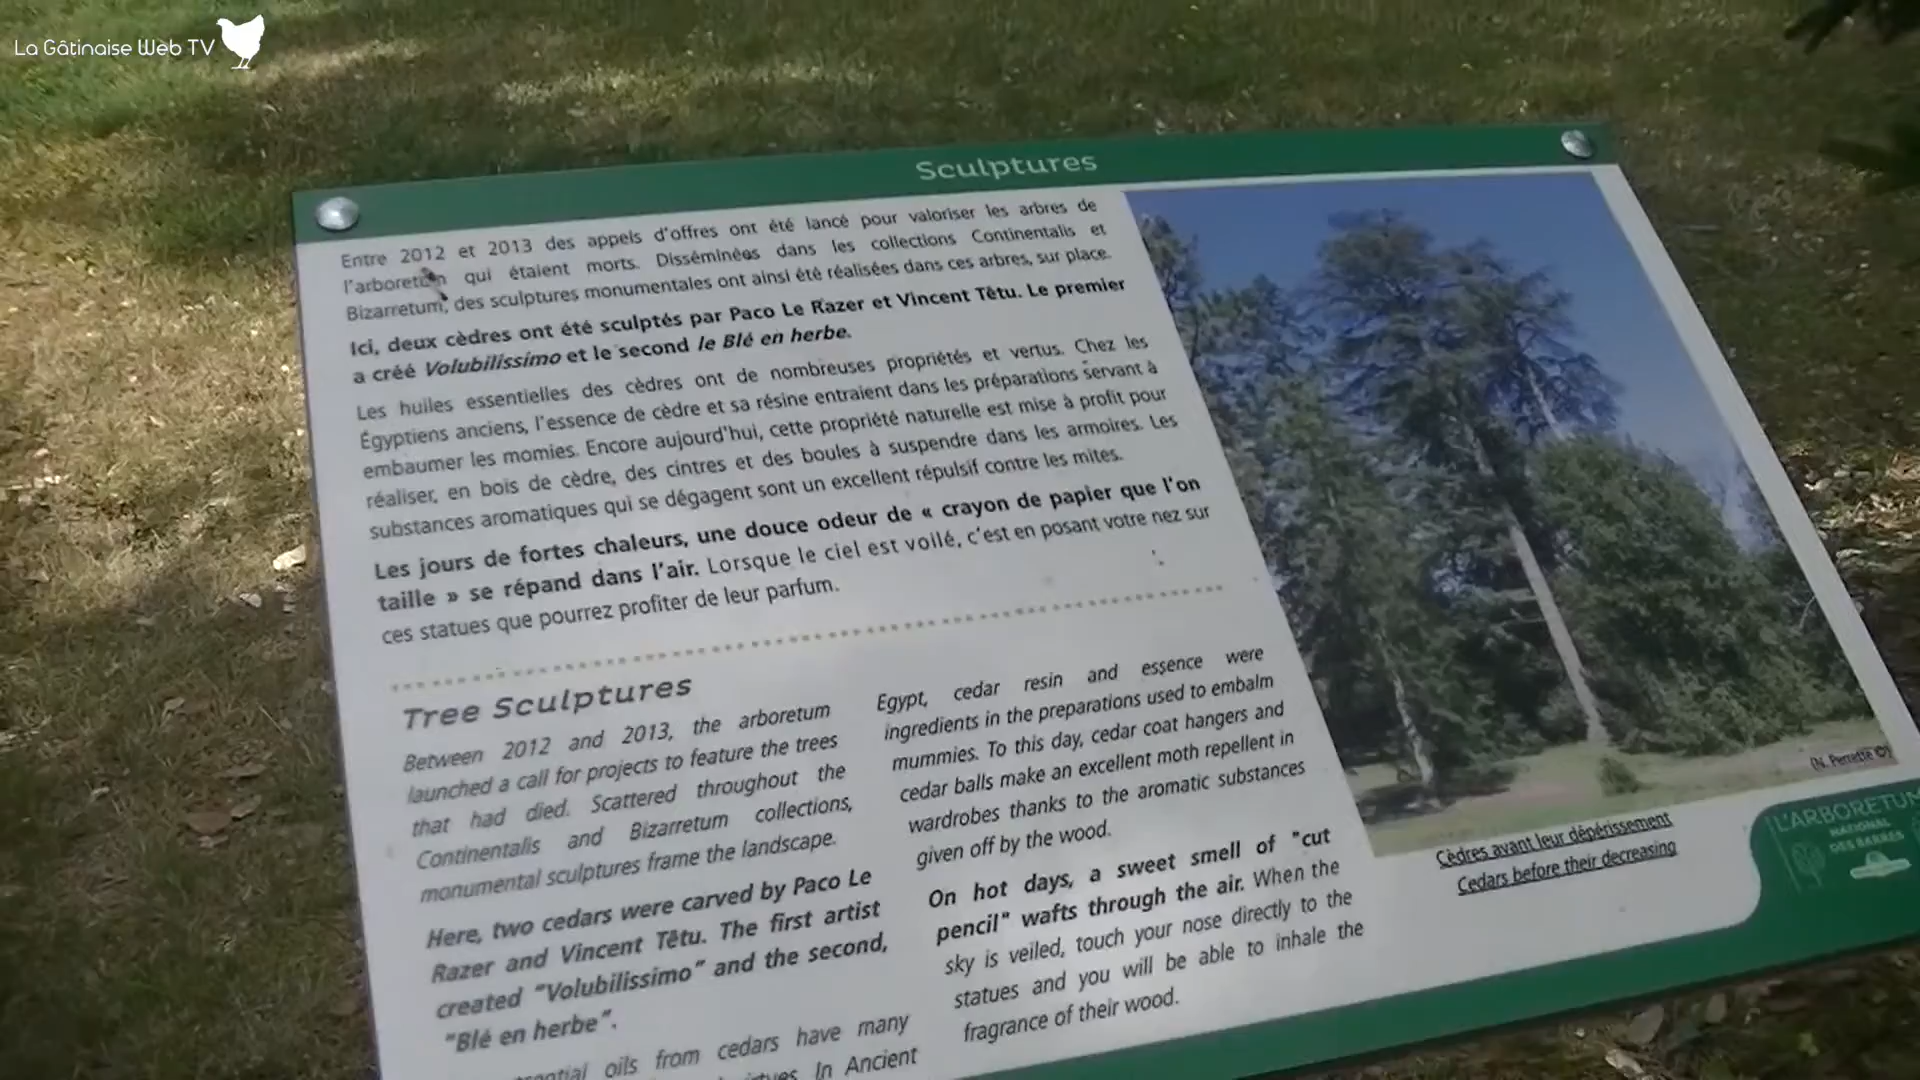 La Gâtinaise Web TV
Sculptures
Entre 2012 et 2013 des appels d'offres ont été lancé pour valoriser les arbres de
l'arboretum qui étaient morts. Disséminées dans les collections Continentalis et
Bizarretum, des sculptures monumentales ont ainsi été réalisées dans ces arbres, sur place.
Ici, deux cèdres ont été sculptés par Paco Le Razer et Vincent Têtu. Le premier
a créé Volubilissimo et le second le Blé en herbe.
Les huiles essentielles des cèdres ont de nombreuses propriétés et vertus. Chez les
Égyptiens anciens, l'essence de cèdre et sa résine entraient dans les préparations servant à
embaumer les momies. Encore aujourd'hui, cette propriété naturelle est mise à profit pour
réaliser, en bois de cèdre, des cintres et des boules à suspendre dans les armoires. Les
substances aromatiques qui se dégagent sont un excellent répulsif contre les mites.
Les jours de fortes chaleurs, une douce odeur de « crayon de papier que l'on
taille » se répand dans l'air. Lorsque le ciel est voilé, c'est en posant votre nez sur
ces statues que pourrez profiter de leur parfum.
Tree Sculptures
Between 2012 and 2013, the arboretum
launched a call for projects to feature the trees
that had died. Scattered throughout the
Continentalis and Bizarretum collections,
monumental sculptures frame the landscape.
Here, two cedars were carved by Paco Le
Razer and Vincent Têtu. The first artist
created "Volubilissimo" and the second,
"Blé en herbe".
oils from cedars have many
In Ancient
Egypt, cedar resin and essence were
ingredients in the preparations used to embalm
mummies. To this day, cedar coat hangers and
cedar balls make an excellent moth repellent in
wardrobes thanks to the aromatic substances
given off by the wood.
On hot days, a sweet smell of "cut
pencil" wafts through the air. When the
sky is veiled, touch your nose directly to the
statues and you will be able to inhale the
fragrance of their wood.
(N. Perrette ©)
Cèdres avant leur dépérissement
Cedars before their decreasing
L'ARBORETUM
NATIONAL
DES BARRES